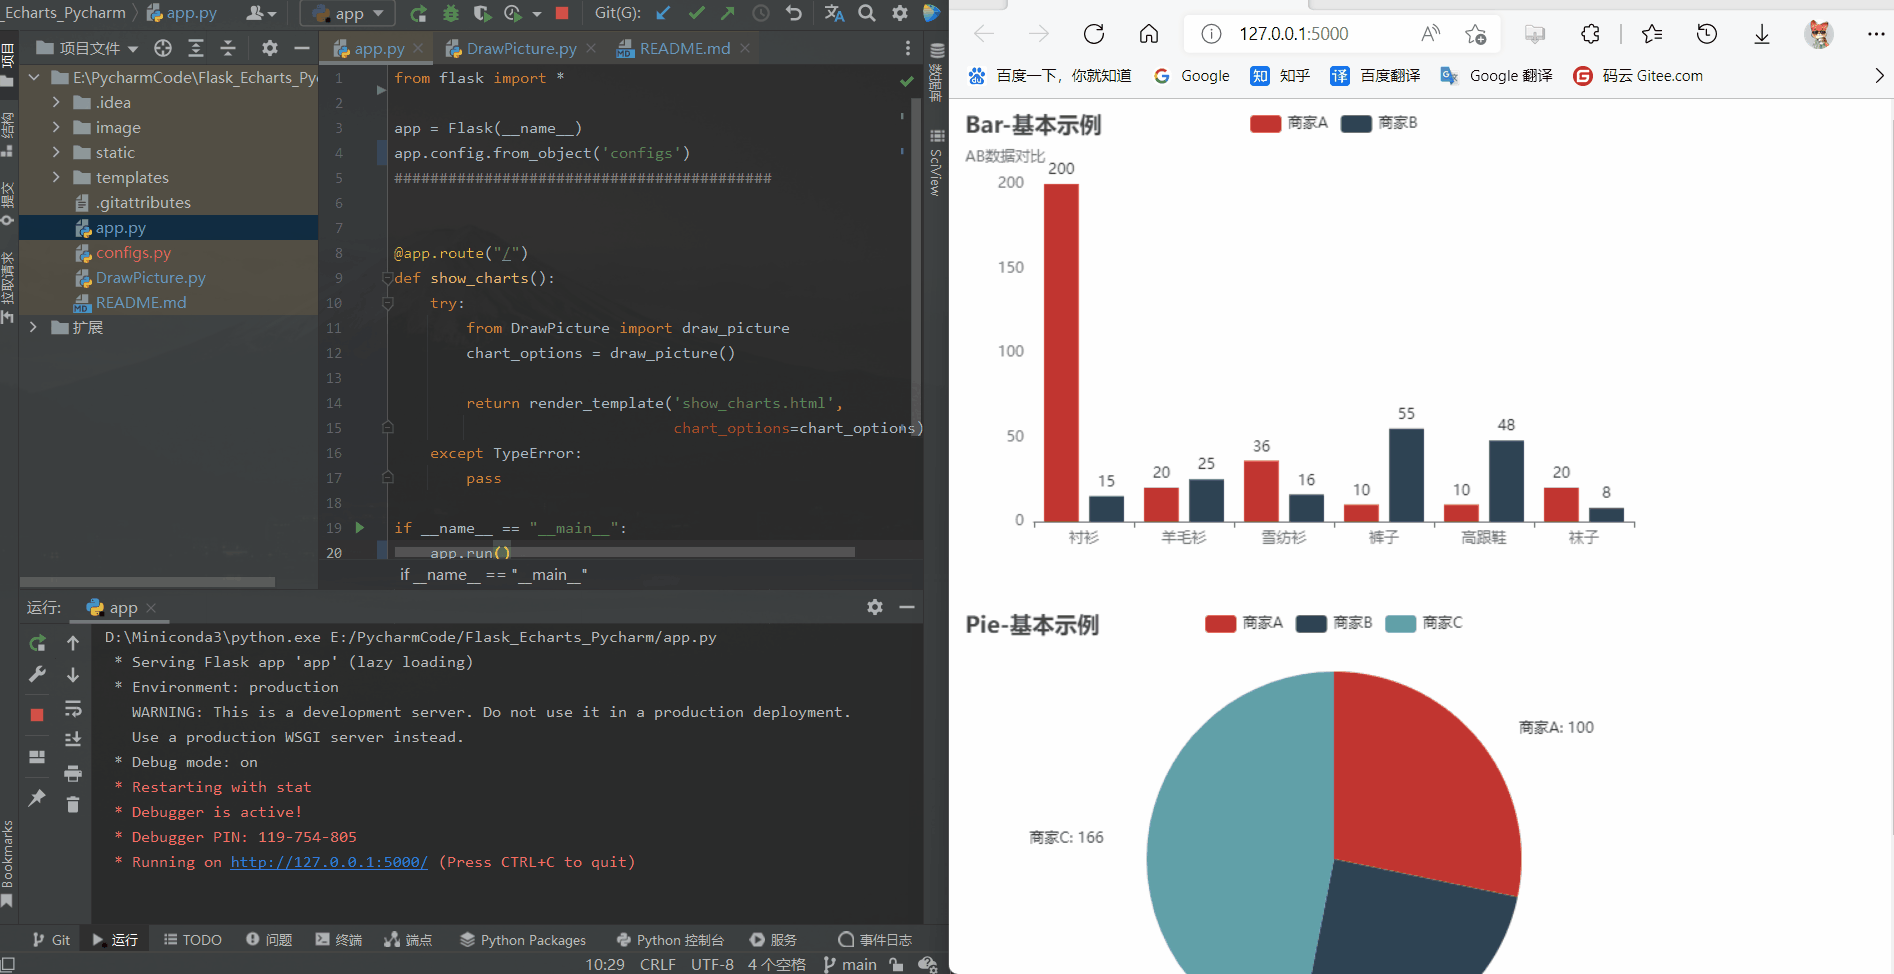 _Echarts_Pycharm
app.py
app
Git(G):
项目文件
app.py
DrawPicture.py
README.md
项目
结构
提交
拉取请求
Bookmarks
数据库
SciView
E:\PycharmCode\Flask_Echarts_Py
.idea
image
static
templates
.gitattributes
app.py
configs.py
DrawPicture.py
README.md
扩展
1 from flask import *
2
3 app = Flask(__name__)
4 app.config.from_object('configs')
5 ##########################################
6
7
8 @app.route("/")
9 def show_charts():
10 try:
11 from DrawPicture import draw_picture
12 chart_options = draw_picture()
13
14 return render_template('show_charts.html',
15 chart_options=chart_options)
16 except TypeError:
17 pass
18
19 if __name__ == "__main__":
20 app.run()
if __name__ == "__main__"
运行:
app
D:\Miniconda3\python.exe E:/PycharmCode/Flask_Echarts_Pycharm/app.py
* Serving Flask app 'app' (lazy loading)
* Environment: production
WARNING: This is a development server. Do not use it in a production deployment.
Use a production WSGI server instead.
* Debug mode: on
* Restarting with stat
* Debugger is active!
* Debugger PIN: 119-754-805
* Running on http://127.0.0.1:5000/ (Press CTRL+C to quit)
Git
运行
TODO
问题
终端
端点
Python Packages
Python 控制台
服务
事件日志
10:29
CRLF
UTF-8
4 个空格
main
127.0.0.1:5000
百度一下，你就知道
Google
知 知乎
译 百度翻译
Google 翻译
G 码云 Gitee.com
Bar-基本示例
商家A
商家B
AB数据对比
200
200
150
100
50
0
15
20
25
36
16
10
55
10
48
20
8
衬衫
羊毛衫
雪纺衫
裤子
高跟鞋
袜子
Pie-基本示例
商家A
商家B
商家C
商家A: 100
商家C: 166